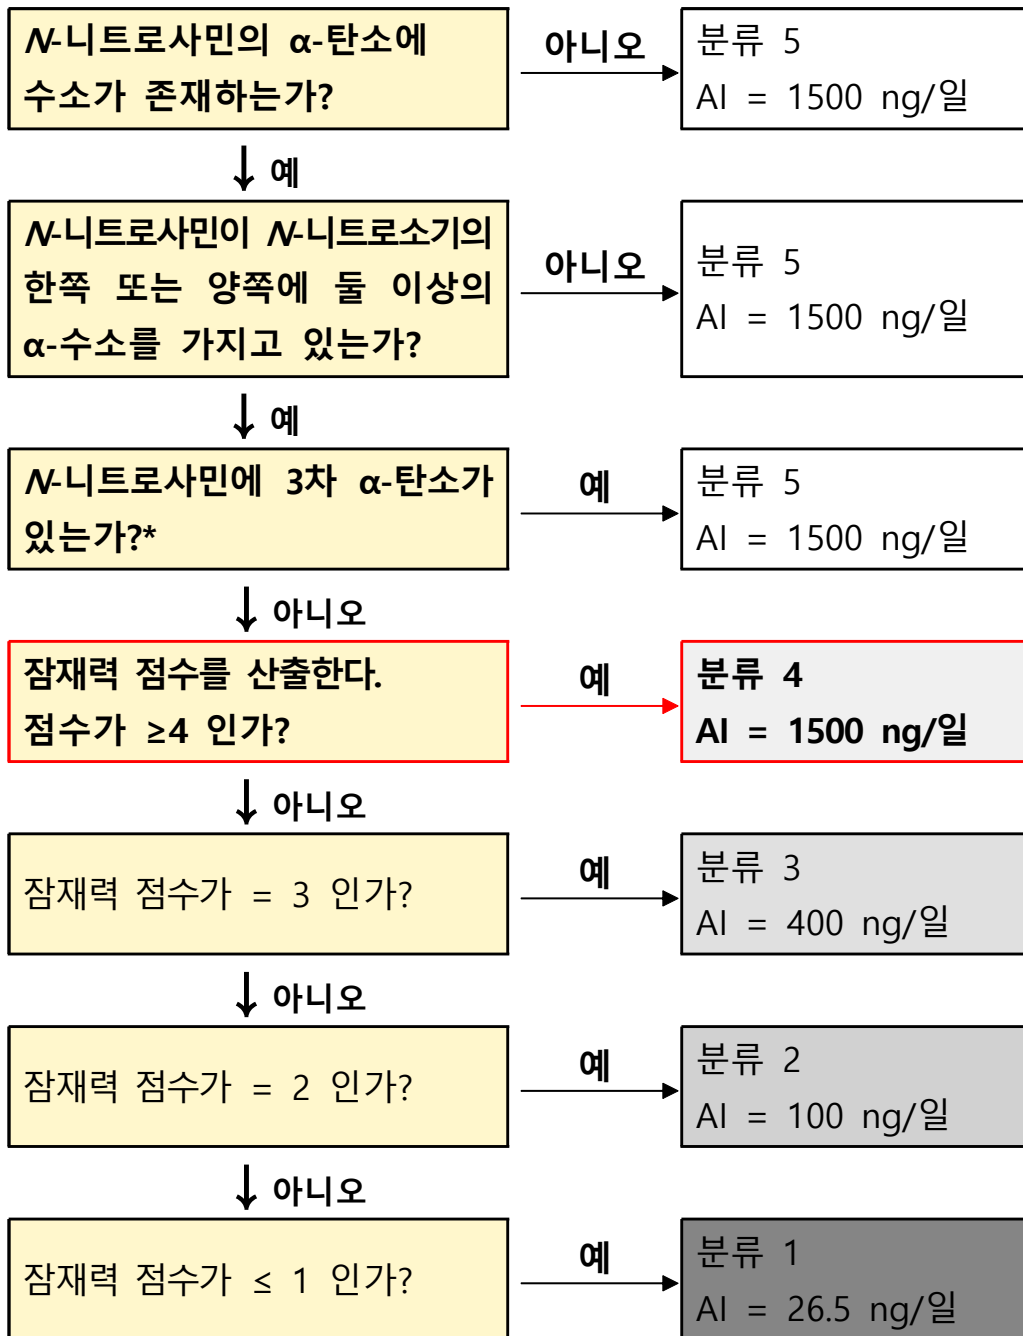 N-니트로사민의 α-탄소에
수소가 존재하는가?
아니오
분류 5
AI = 1500 ng/일
↓ 예
N-니트로사민이 N-니트로소기의
한쪽 또는 양쪽에 둘 이상의
α-수소를 가지고 있는가?
아니오
분류 5
AI = 1500 ng/일
↓ 예
N-니트로사민에 3차 α-탄소가
있는가?*
예
분류 5
AI = 1500 ng/일
↓ 아니오
잠재력 점수를 산출한다.
점수가 ≥4 인가?
예
분류 4
AI = 1500 ng/일
↓ 아니오
잠재력 점수가 = 3 인가?
예
분류 3
AI = 400 ng/일
↓ 아니오
잠재력 점수가 = 2 인가?
예
분류 2
AI = 100 ng/일
↓ 아니오
잠재력 점수가 ≤ 1 인가?
예
분류 1
AI = 26.5 ng/일